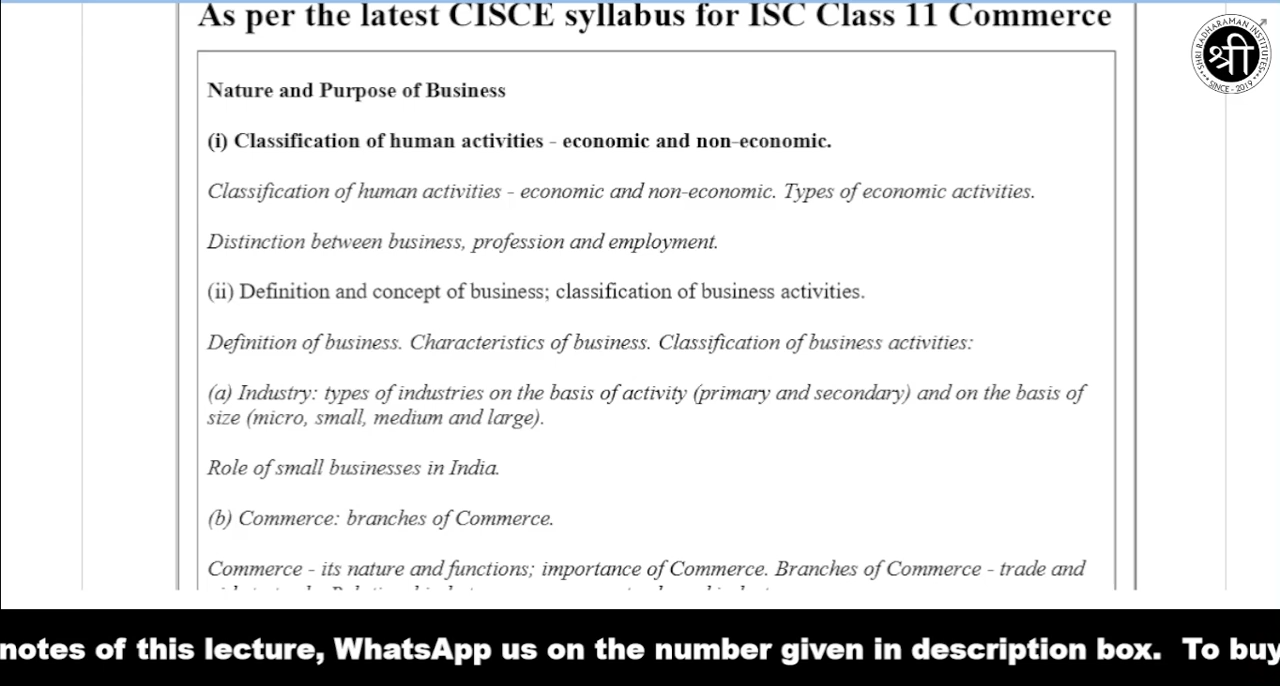 As per the latest CISCE syllabus for ISC Class 11 Commerce
SHRI RADHARAMAN INSTITUTES
श्री
SINCE - 2019
Nature and Purpose of Business
(i) Classification of human activities - economic and non-economic.
Classification of human activities - economic and non-economic. Types of economic activities.
Distinction between business, profession and employment.
(ii) Definition and concept of business; classification of business activities.
Definition of business. Characteristics of business. Classification of business activities:
(a) Industry: types of industries on the basis of activity (primary and secondary) and on the basis of
size (micro, small, medium and large).
Role of small businesses in India.
(b) Commerce: branches of Commerce.
Commerce - its nature and functions; importance of Commerce. Branches of Commerce - trade and
notes of this lecture, WhatsApp us on the number given in description box. To buy